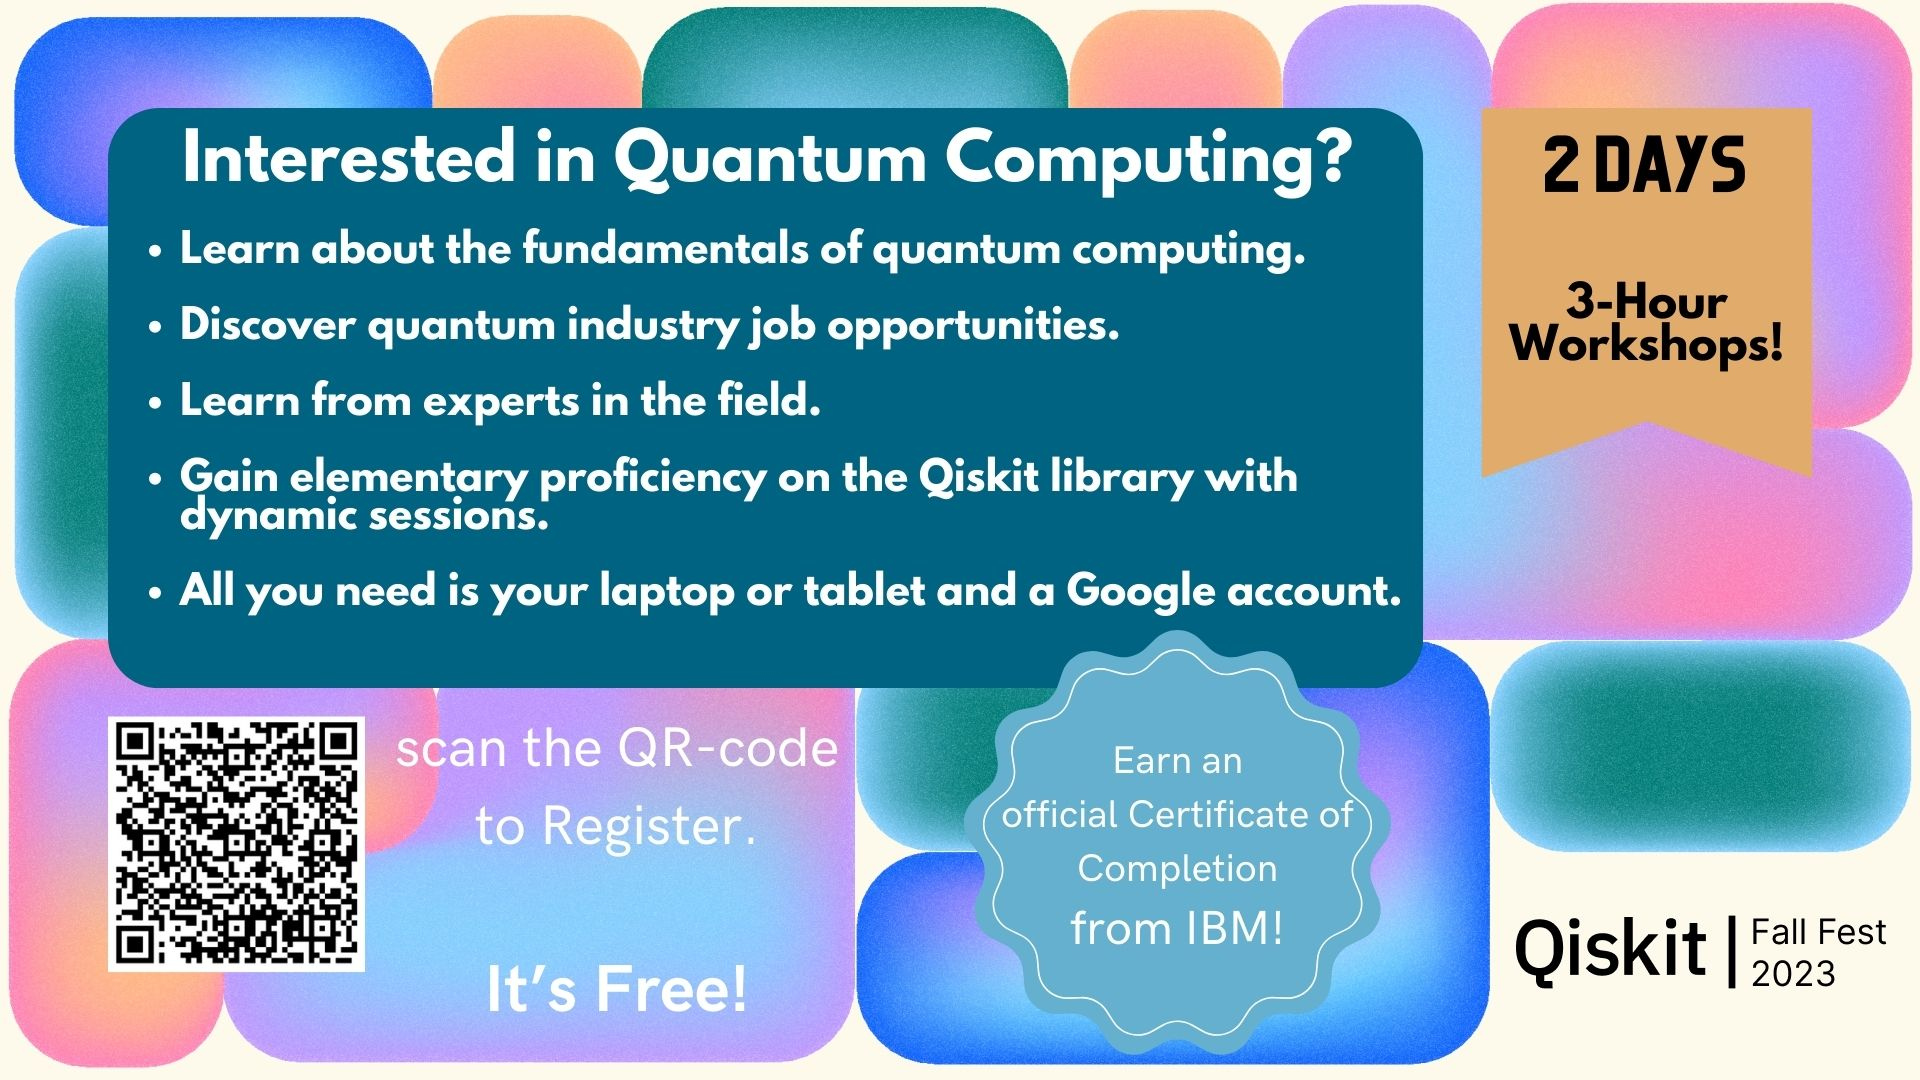 Interested in Quantum Computing?
• Learn about the fundamentals of quantum computing.
• Discover quantum industry job opportunities.
• Learn from experts in the field.
• Gain elementary proficiency on the Qiskit library with
dynamic sessions.
• All you need is your laptop or tablet and a Google account.
2 DAYS
3-Hour
Workshops!
scan the QR-code
to Register.
It’s Free!
Earn an
official Certificate of
Completion
from IBM!
Qiskit | Fall Fest
2023